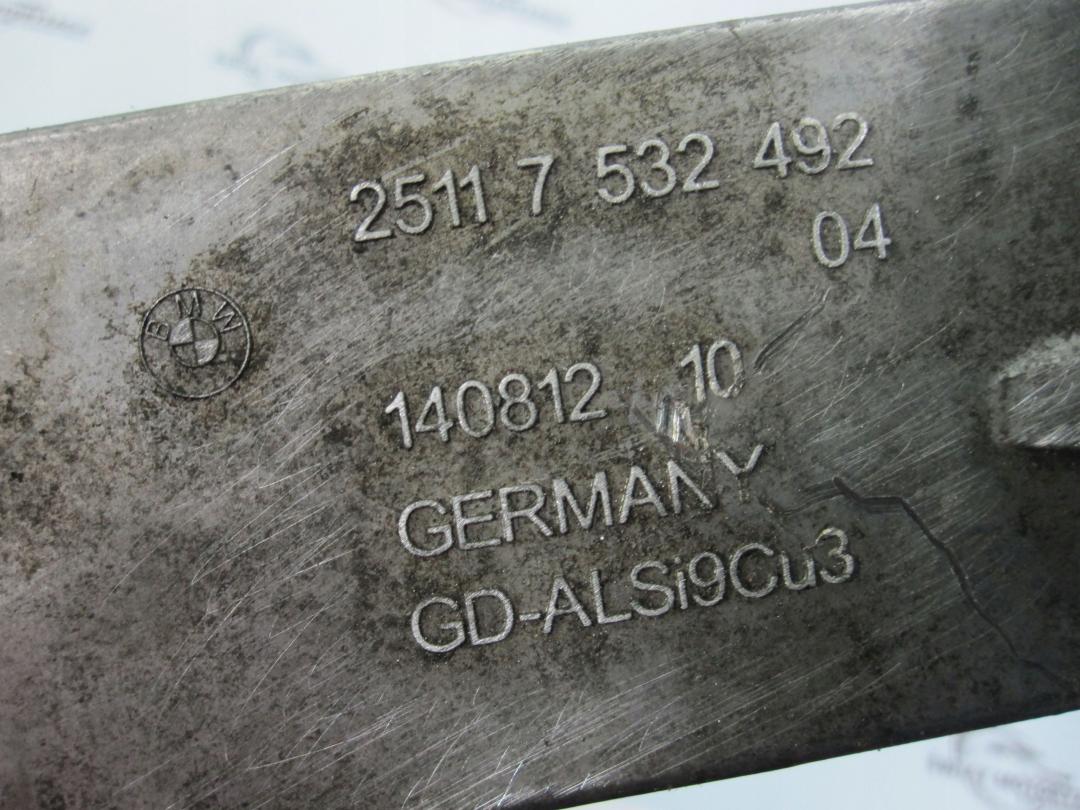 2511 7 532 492
04
BMW
140812 10
GERMANY
GD-ALSi9Cu3